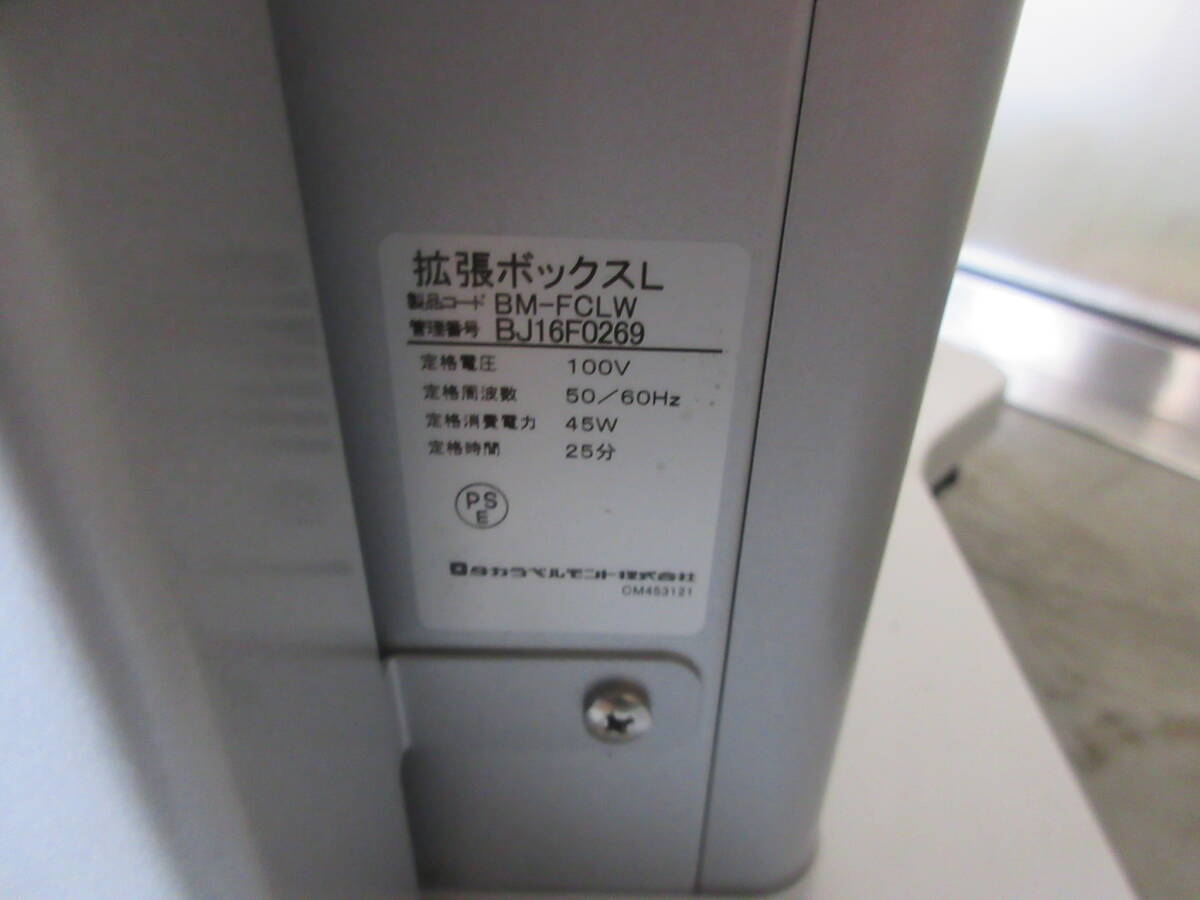 拡張ボックスL
製品コード BM-FCLW
管理番号 BJ16F0269
定格電圧 100V
定格周波数 50/60Hz
定格消費電力 45W
定格時間 25分
PS
E
タカラベルモント株式会社
CM453121